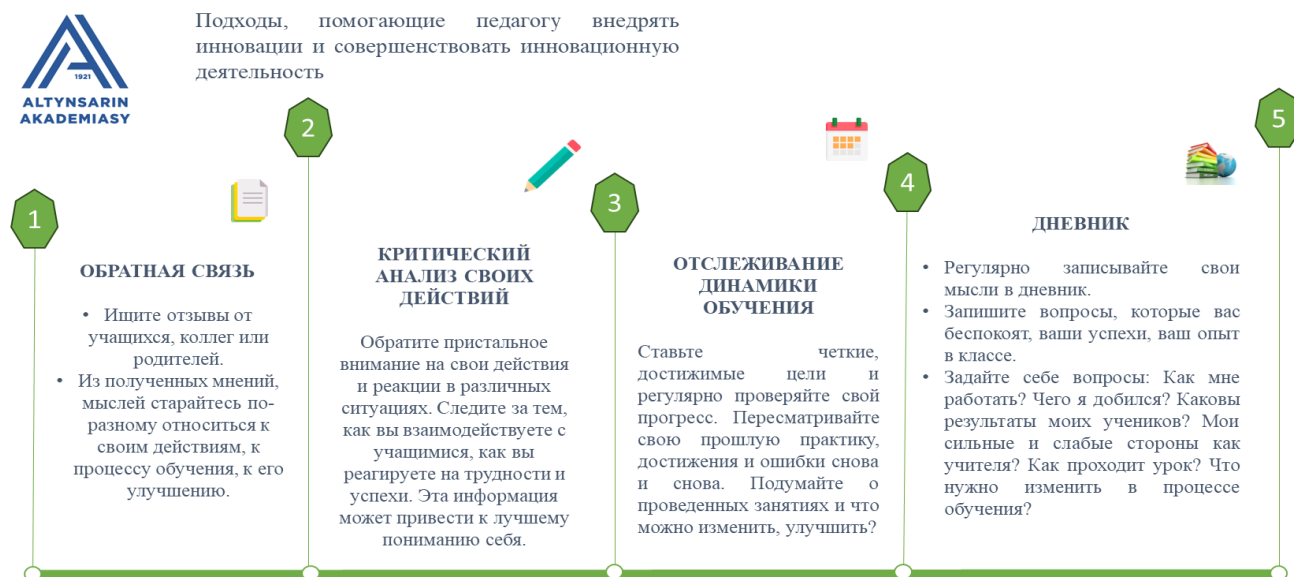 Подходы, помогающие педагогу внедрять
инновации и совершенствовать инновационную
деятельность
1921
ALTYNSARIN
AKADEMIASY
1
ОБРАТНАЯ СВЯЗЬ
• Ищите отзывы от
учащихся, коллег или
родителей.
• Из полученных мнений,
мыслей старайтесь по-
разному относиться к
своим действиям, к
процессу обучения, к его
улучшению.
2
КРИТИЧЕСКИЙ
АНАЛИЗ СВОИХ
ДЕЙСТВИЙ
Обратите пристальное
внимание на свои действия
и реакции в различных
ситуациях. Следите за тем,
как вы взаимодействуете с
учащимися, как вы
реагируете на трудности и
успехи. Эта информация
может привести к лучшему
пониманию себя.
3
ОТСЛЕЖИВАНИЕ
ДИНАМИКИ
ОБУЧЕНИЯ
Ставьте четкие,
достижимые цели и
регулярно проверяйте свой
прогресс. Пересматривайте
свою прошлую практику,
достижения и ошибки снова
и снова. Подумайте о
проведенных занятиях и что
можно изменить, улучшить?
4
ДНЕВНИК
• Регулярно записывайте свои
мысли в дневник.
• Запишите вопросы, которые вас
беспокоят, ваши успехи, ваш опыт
в классе.
• Задайте себе вопросы: Как мне
работать? Чего я добился? Каковы
результаты моих учеников? Мои
сильные и слабые стороны как
учителя? Как проходит урок? Что
нужно изменить в процессе
обучения?
5